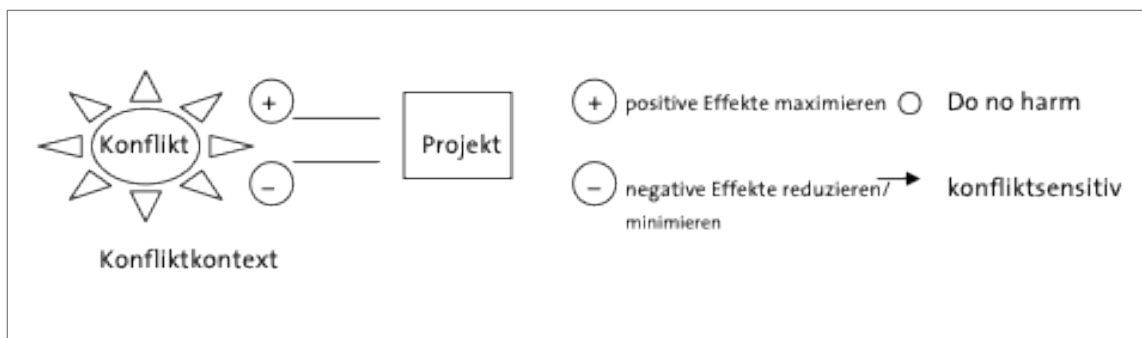 +
Konflikt
−
Konfliktkontext
Projekt
+ positive Effekte maximieren
Do no harm
− negative Effekte reduzieren/
minimieren
konfliktsensitiv